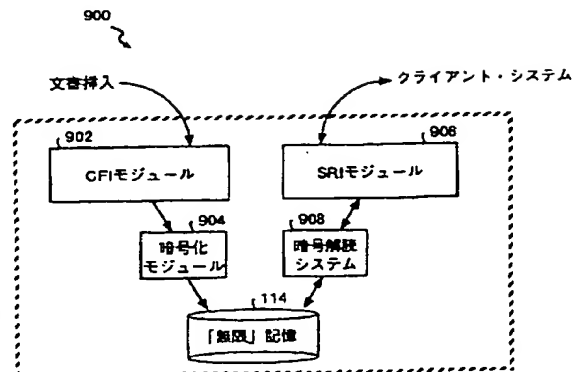 900
文書挿入
クライアント・システム
902
CFIモジュール
906
SRIモジュール
904
暗号化
モジュール
908
暗号解読
システム
114
「無限」記憶